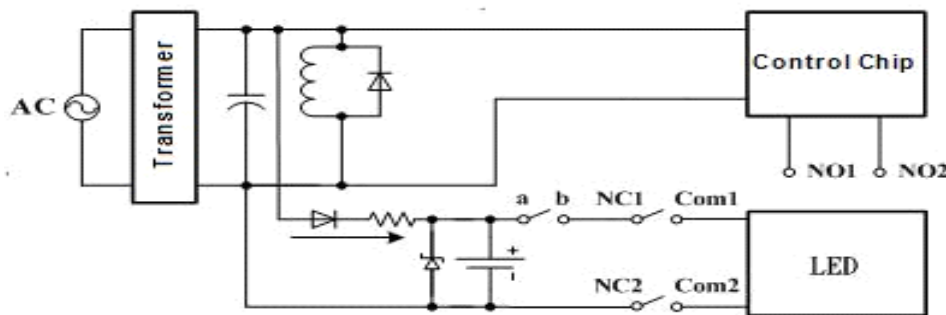 AC
Transformer
Control Chip
NO1
NO2
a
b
NC1
Com1
+
-
LED
NC2
Com2